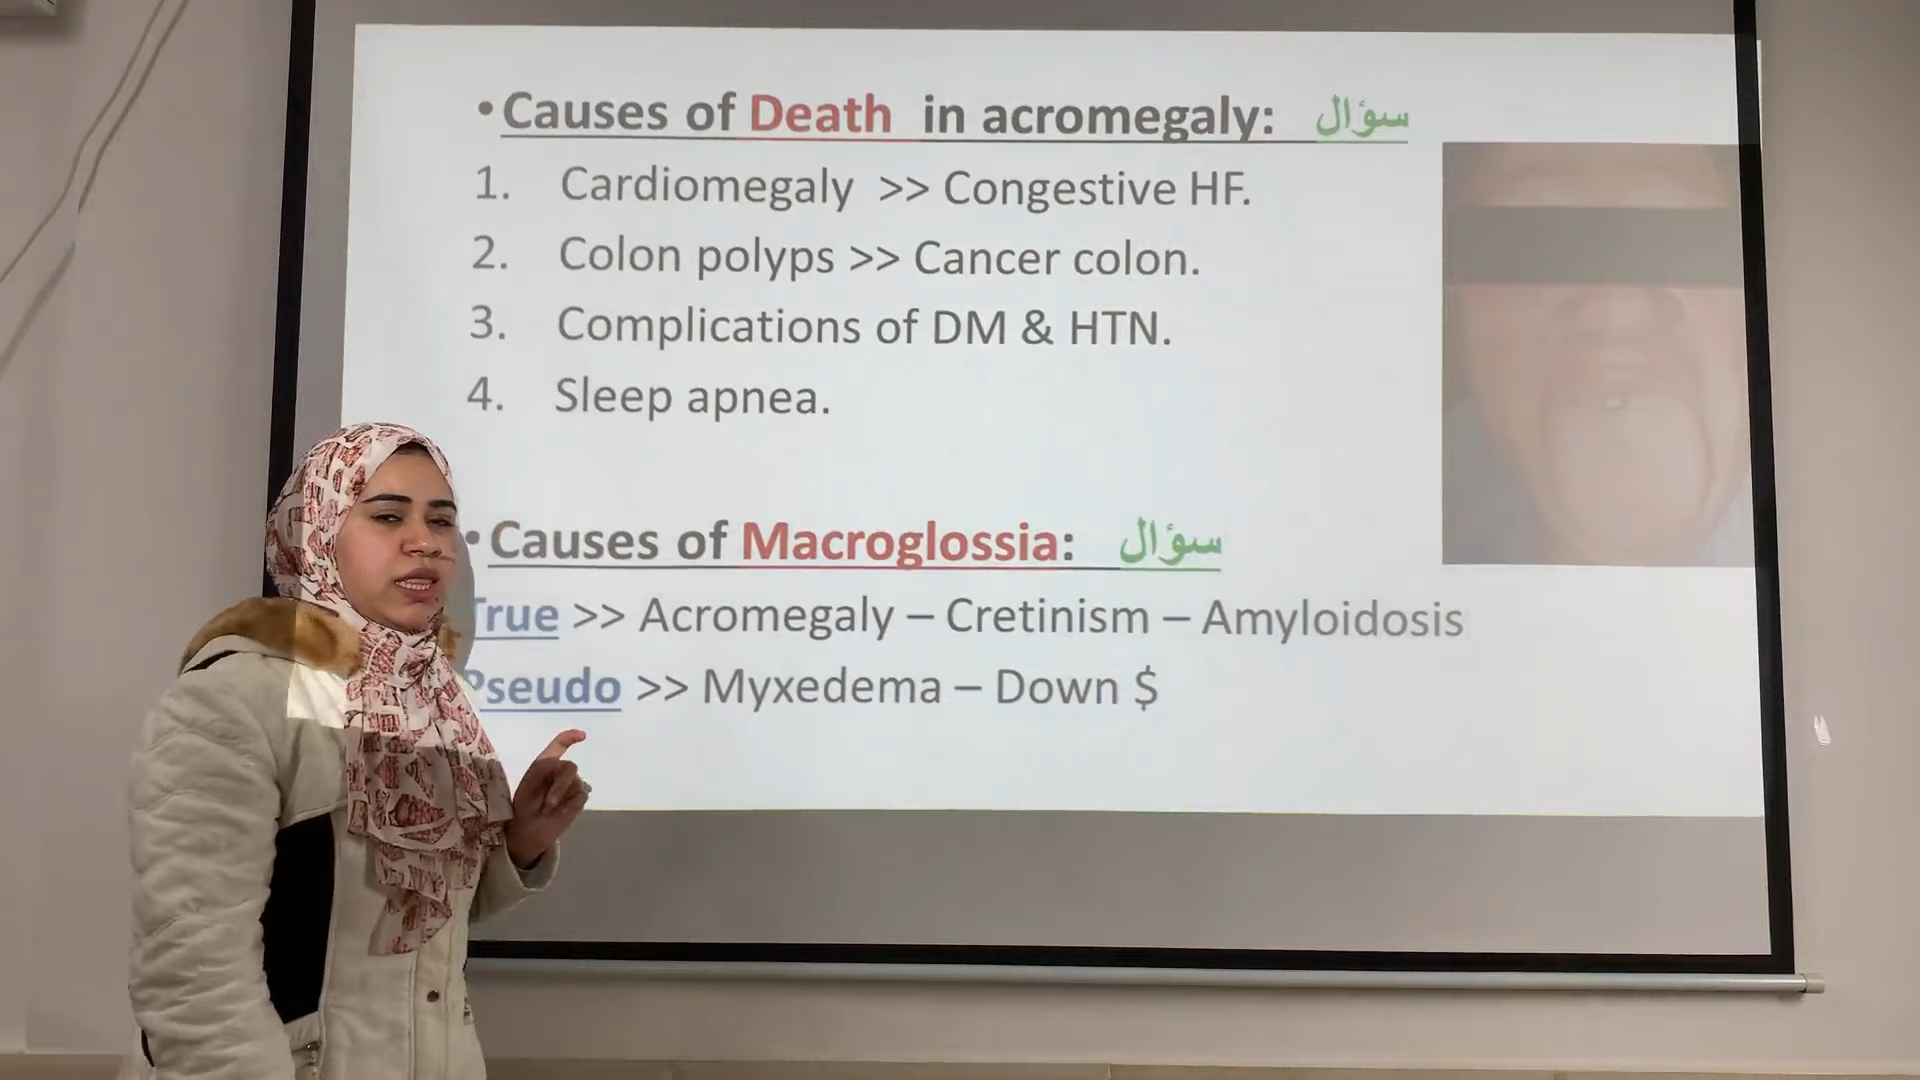 • Causes of Death in acromegaly: سؤال
1. Cardiomegaly >> Congestive HF.
2. Colon polyps >> Cancer colon.
3. Complications of DM & HTN.
4. Sleep apnea.
• Causes of Macroglossia: سؤال
True >> Acromegaly – Cretinism – Amyloidosis
Pseudo >> Myxedema – Down $